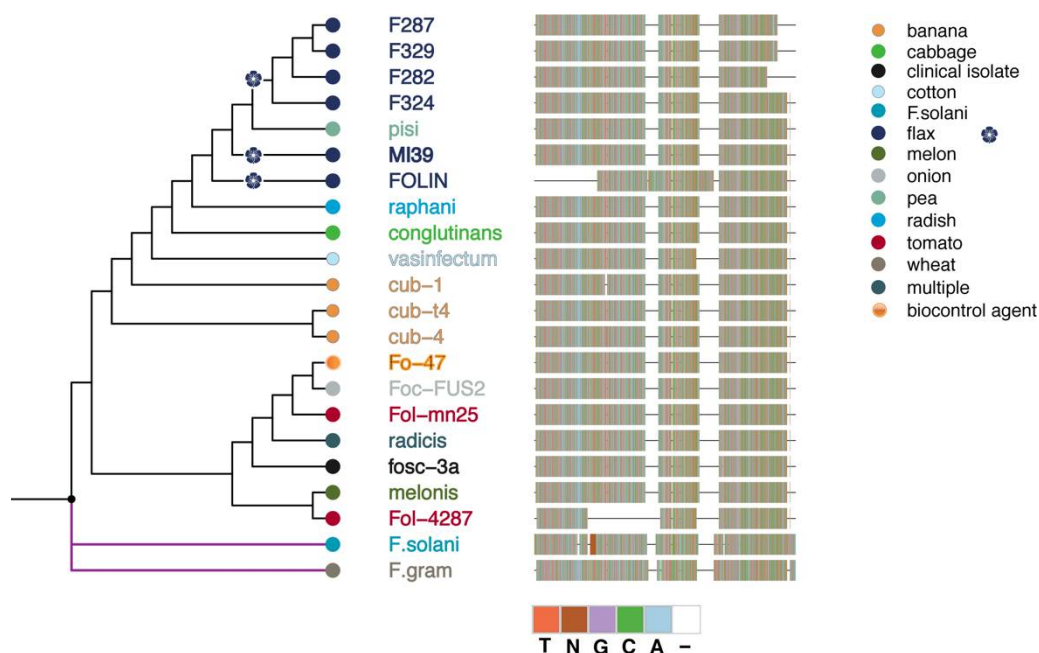 F287
F329
F282
F324
pisi
MI39
FOLIN
raphani
conglutinans
vasinfectum
cub-1
cub-t4
cub-4
Fo-47
Foc-FUS2
Fol-mn25
radicis
fosc-3a
melonis
Fol-4287
F.solani
F.gram
banana
cabbage
clinical isolate
cotton
F.solani
flax
melon
onion
pea
radish
tomato
wheat
multiple
biocontrol agent
T N G C A -